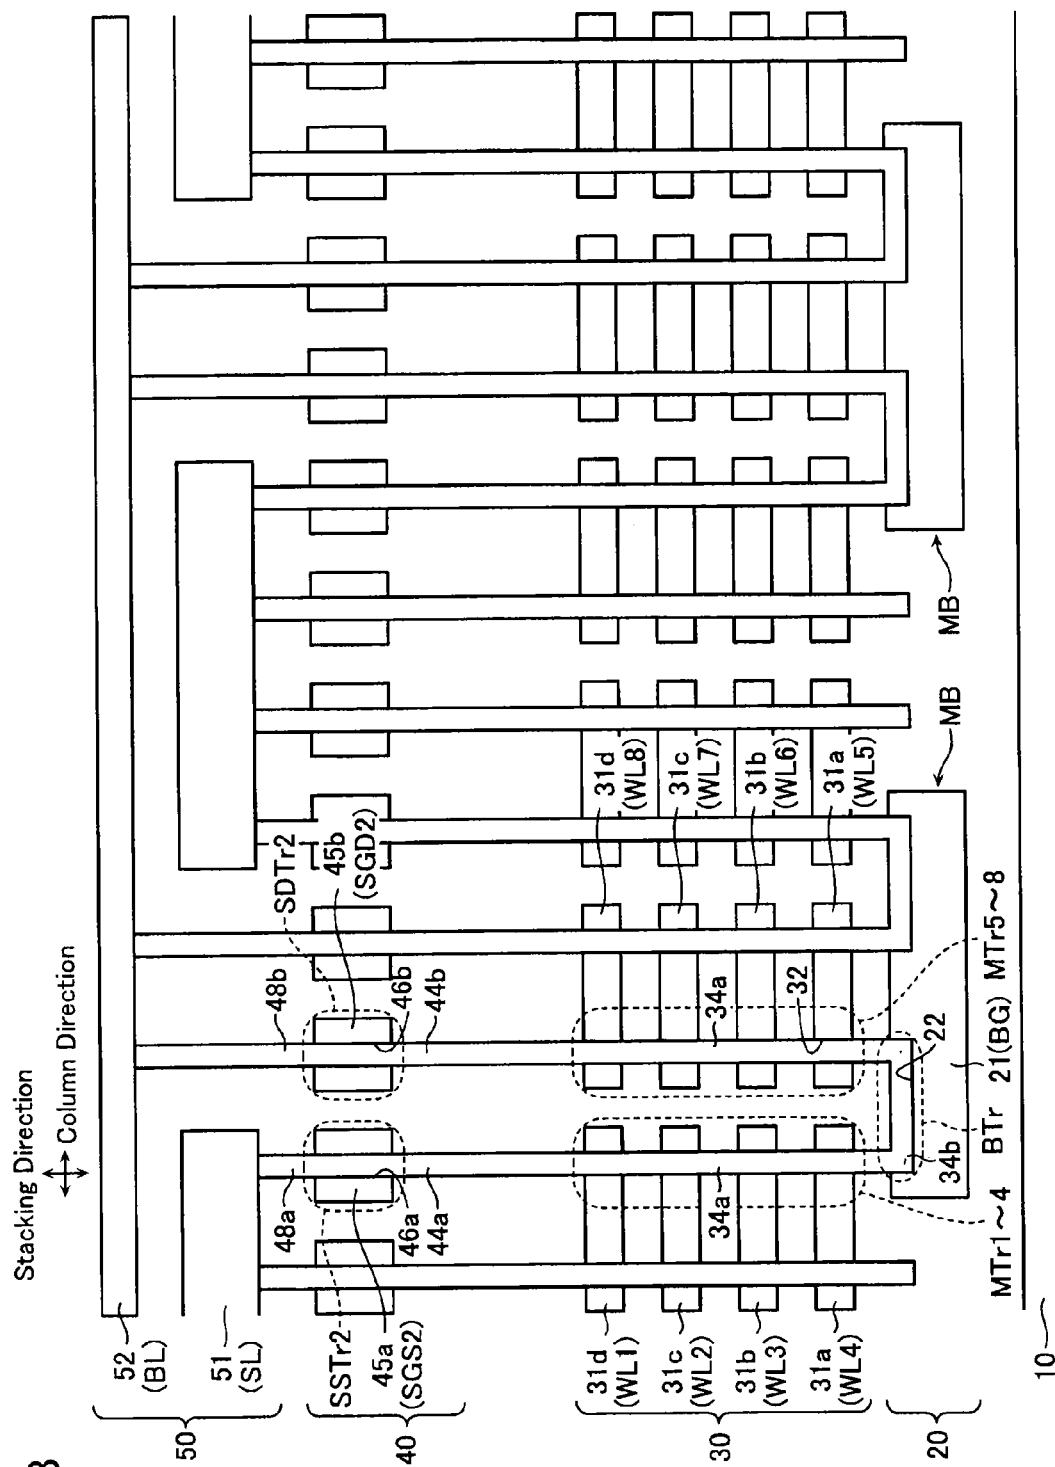 Stacking Direction
Column Direction
50
52
(BL)
51
(SL)
48a
48b
SDTr2
45b
(SGD2)
40
SSTr2
45a
(SGS2)
46a
44a
46b
44b
30
31d
(WL1)
31c
(WL2)
31b
(WL3)
31a
(WL4)
34a
34a
32
31d
(WL8)
31c
(WL7)
31b
(WL6)
31a
(WL5)
20
MTr1~4
34b
BTr
22
21(BG)
MTr5~8
MB
MB
10